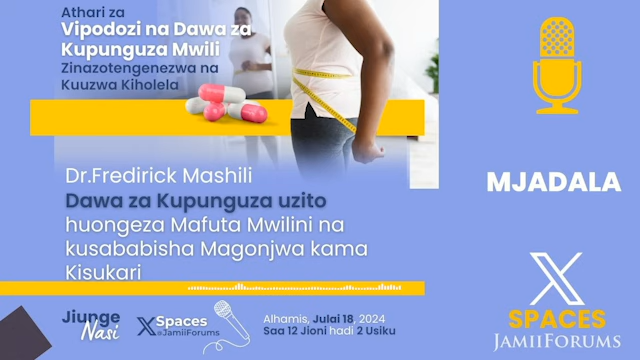 Athari za
Vipodozi na Dawa za
Kupunguza Mwili
Zinazotengenezwa na
Kuuzwa Kiholela
Dr.Fredirick Mashili
Dawa za Kupunguza uzito
huongeza Mafuta Mwilini na
kusababisha Magonjwa kama
Kisukari
Jiunge
Nasi
X Spaces
JamiiForums
Alhamis, Julai 18, 2024
Saa 12 Jioni hadi 2 Usiku
MJADALA
X
SPACES
JAMIIFORUMS